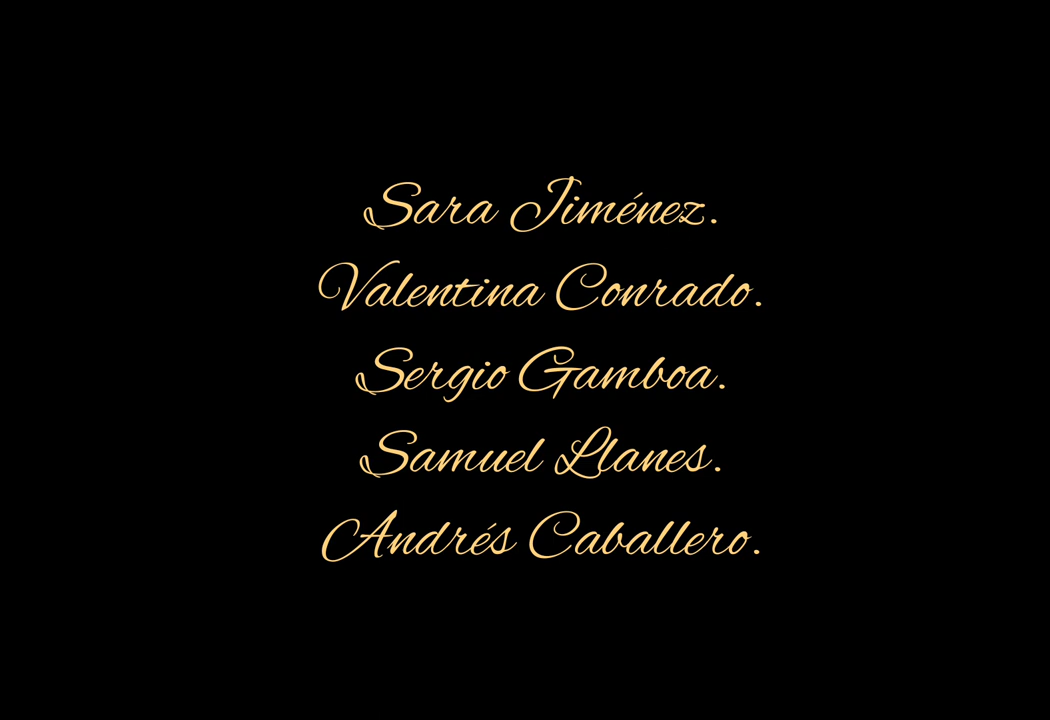 Sara Jiménez.
Valentina Conrado.
Sergio Gamboa.
Samuel Llanes.
Andrés Caballero.